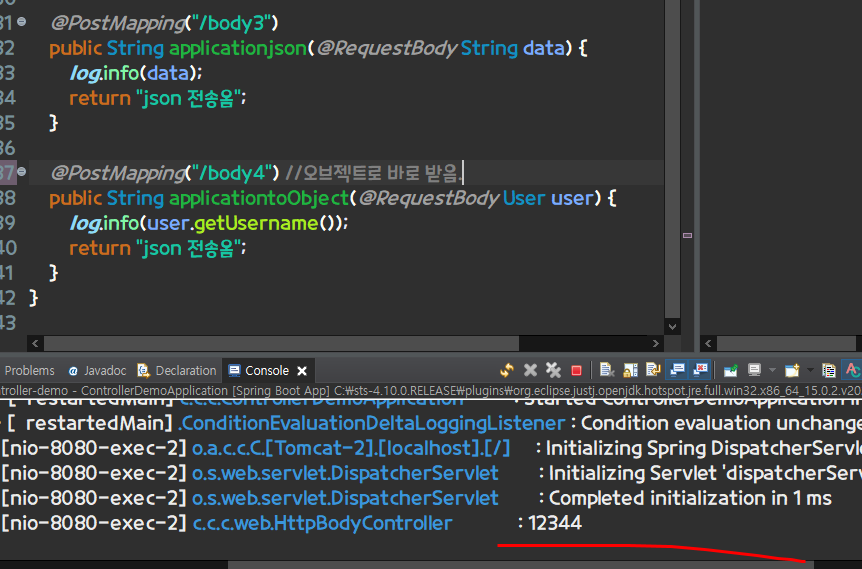 31 @PostMapping("/body3")
32 public String applicationjson(@RequestBody String data) {
33 log.info(data);
34 return "json 전송옴";
35 }
36
37 @PostMapping("/body4") //오브젝트로 바로 받음.
38 public String applicationtoObject(@RequestBody User user) {
39 log.info(user.getUsername());
40 return "json 전송옴";
41 }
42 }
43
Problems @ Javadoc Declaration Console
ntroller-demo - ControllerDemoApplication [Spring Boot App] C:₩sts-4.10.0.RELEASE₩plugins₩org.eclipse.justj.openjdk.hotspot.jre.full.win32.x86_64_15.0.2.v20
[ restartedMain] c.c.c.ControllerDemoApplication : Started ControllerDemoApplication in
[ restartedMain] .ConditionEvaluationDeltaLoggingListener : Condition evaluation unchange
[nio-8080-exec-2] o.a.c.c.C.[Tomcat-2].[localhost].[/] : Initializing Spring DispatcherServle
[nio-8080-exec-2] o.s.web.servlet.DispatcherServlet : Initializing Servlet 'dispatcherServ
[nio-8080-exec-2] o.s.web.servlet.DispatcherServlet : Completed initialization in 1 ms
[nio-8080-exec-2] c.c.c.web.HttpBodyController : 12344